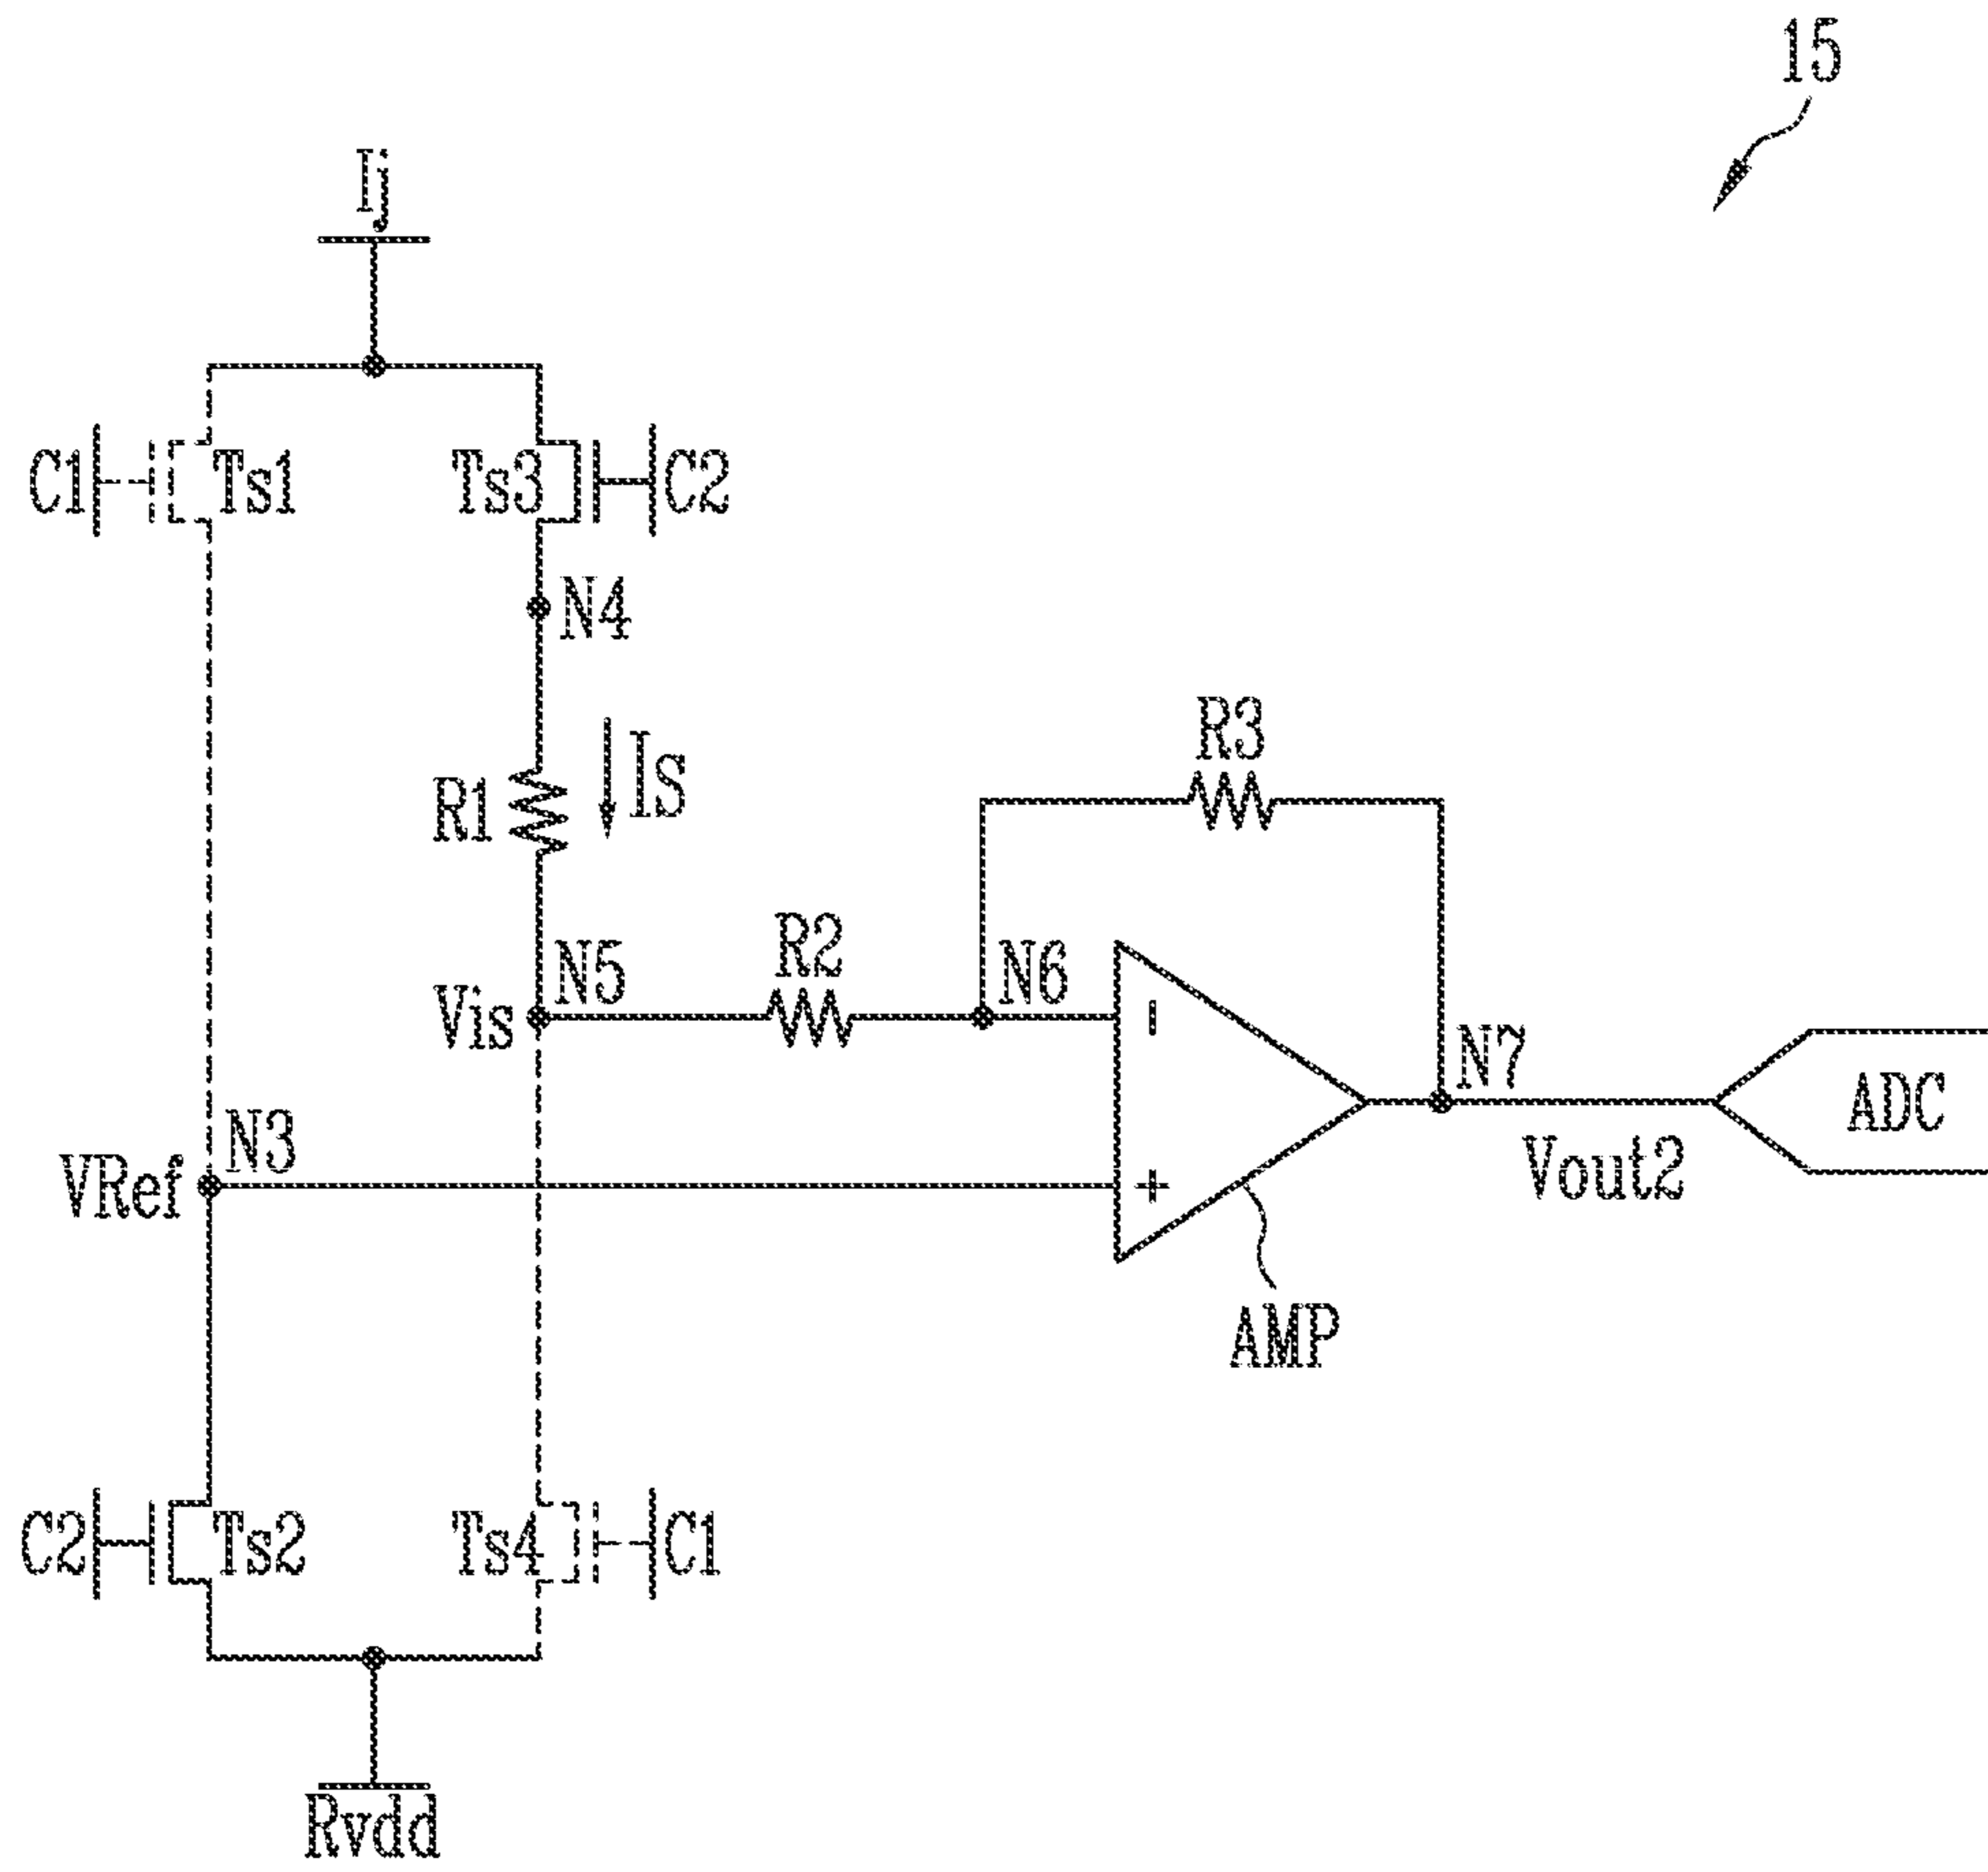 15
Ij
C1
Ts1
Ts3
C2
N4
R1
IS
R3
R2
N5
N6
Vis
N7
ADC
N3
VRef
Vout2
-
+
AMP
C2
Ts2
Ts4
C1
Rvdd